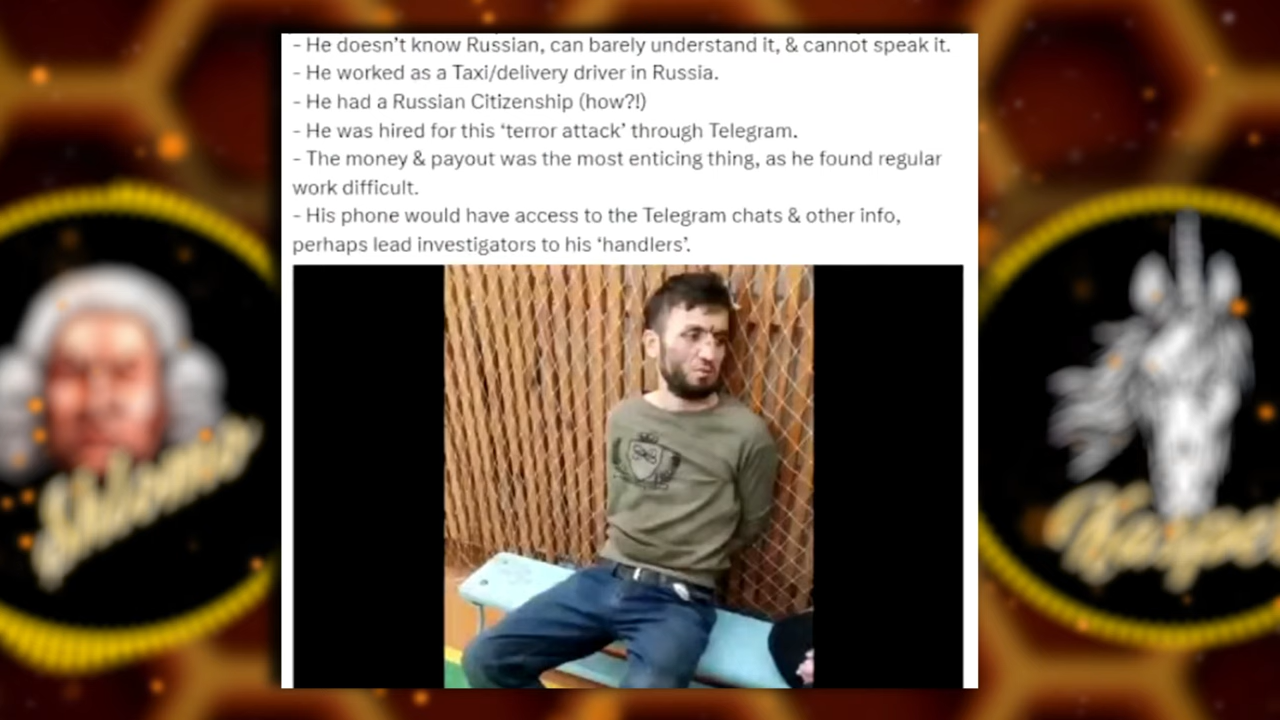 - He doesn't know Russian, can barely understand it, & cannot speak it.
- He worked as a Taxi/delivery driver in Russia.
- He had a Russian Citizenship (how?!)
- He was hired for this ‘terror attack’ through Telegram.
- The money & payout was the most enticing thing, as he found regular
work difficult.
- His phone would have access to the Telegram chats & other info,
perhaps lead investigators to his ‘handlers’.
Shlomo